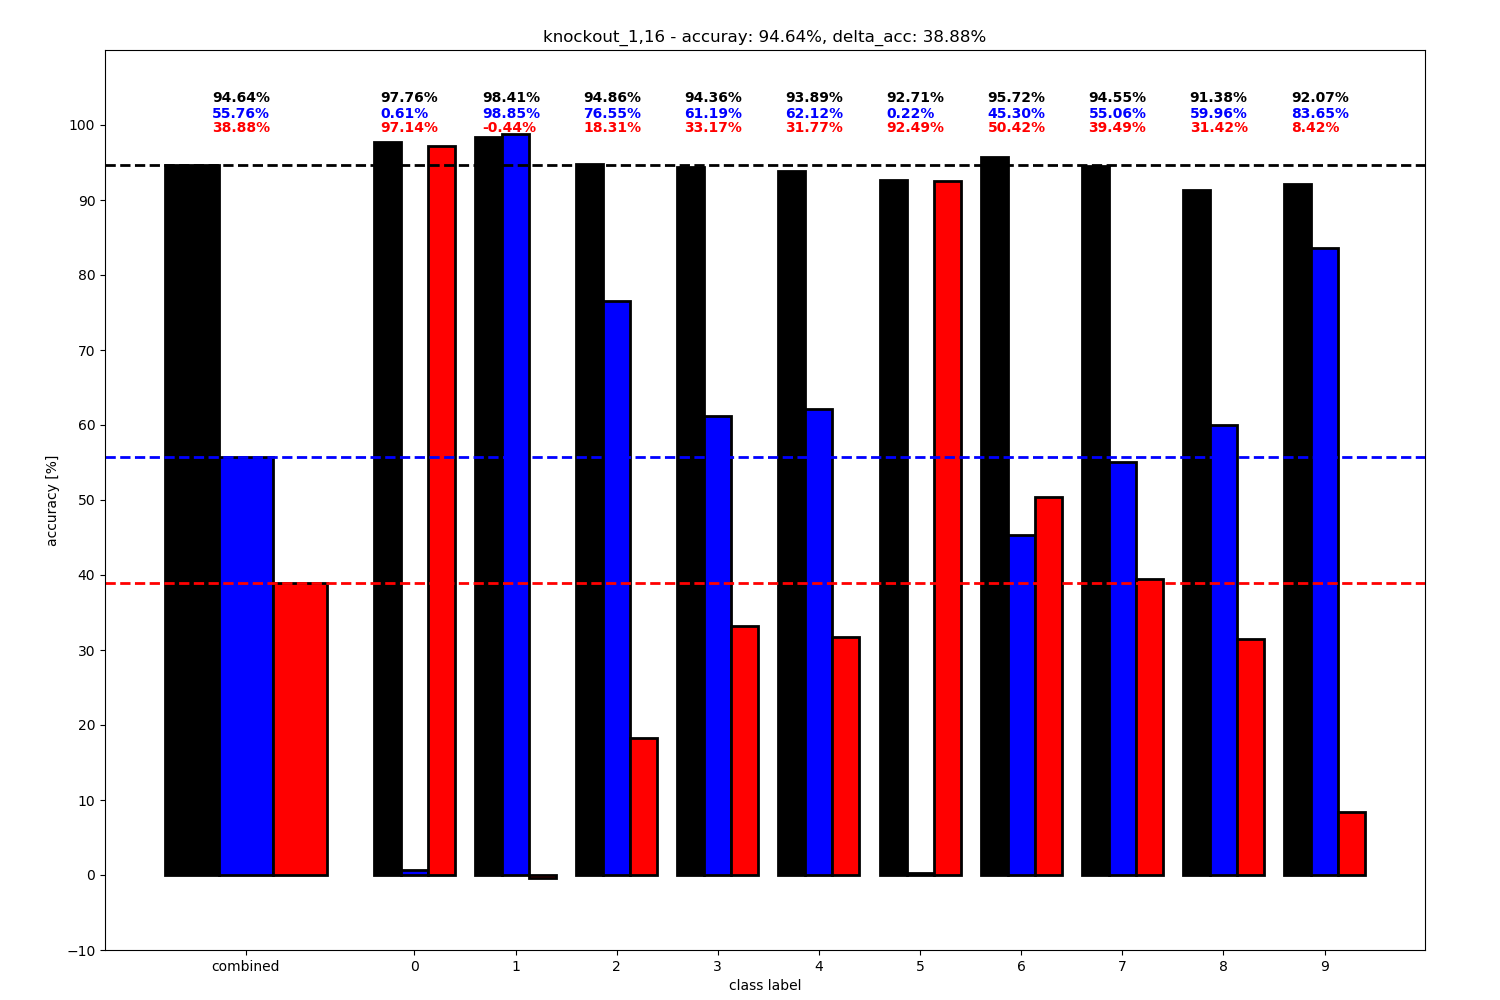 knockout_1,16 - accuray: 94.64%, delta_acc: 38.88%
94.64% 97.76% 98.41% 94.86% 94.36% 93.89% 92.71% 95.72% 94.55% 91.38% 92.07%
55.76% 0.61% 98.85% 76.55% 61.19% 62.12% 0.22% 45.30% 55.06% 59.96% 83.65%
38.88% 97.14% -0.44% 18.31% 33.17% 31.77% 92.49% 50.42% 39.49% 31.42% 8.42%
100
90
80
70
60
50
40
30
20
10
0
−10
accuracy [%]
combined 0 1 2 3 4 5 6 7 8 9
class label